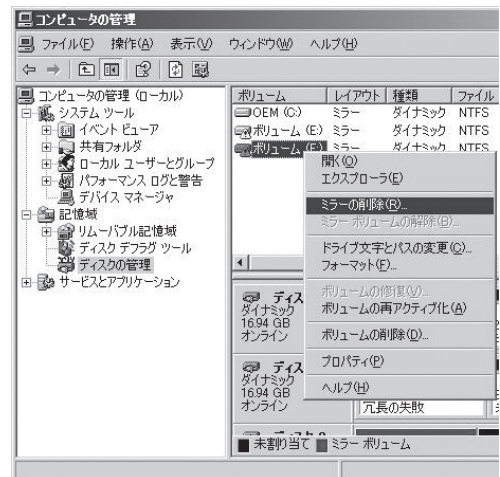 コンピュータの管理
ファイル(F) 操作(A) 表示(V) ウィンドウ(W) ヘルプ(H)
コンピュータの管理 (ローカル)
システム ツール
イベント ビューア
共有フォルダ
ローカル ユーザーとグループ
パフォーマンス ログと警告
デバイス マネージャ
記憶域
リムーバブル記憶域
ディスク デフラグ ツール
ディスクの管理
サービスとアプリケーション
ボリューム レイアウト 種類 ファイル
OEM (C:) ミラー ダイナミック NTFS
ボリューム (E:) ミラー ダイナミック NTFS
ボリューム (E:) ミラー ダイナミック NTFS
開く(O)
エクスプローラ(E)
ミラーの削除(R)...
ミラー ボリュームの解除(B)...
ドライブ文字とパスの変更(C)...
フォーマット(F)...
ボリュームの修復(V)...
ボリュームの再アクティブ化(A)
ボリュームの削除(D)...
プロパティ(P)
ヘルプ(H)
ディス
ダイナミック
16.94 GB
オンライン
ディス
ダイナミック
16.94 GB
オンライン
冗長の失敗
未割り当て ミラー ボリューム